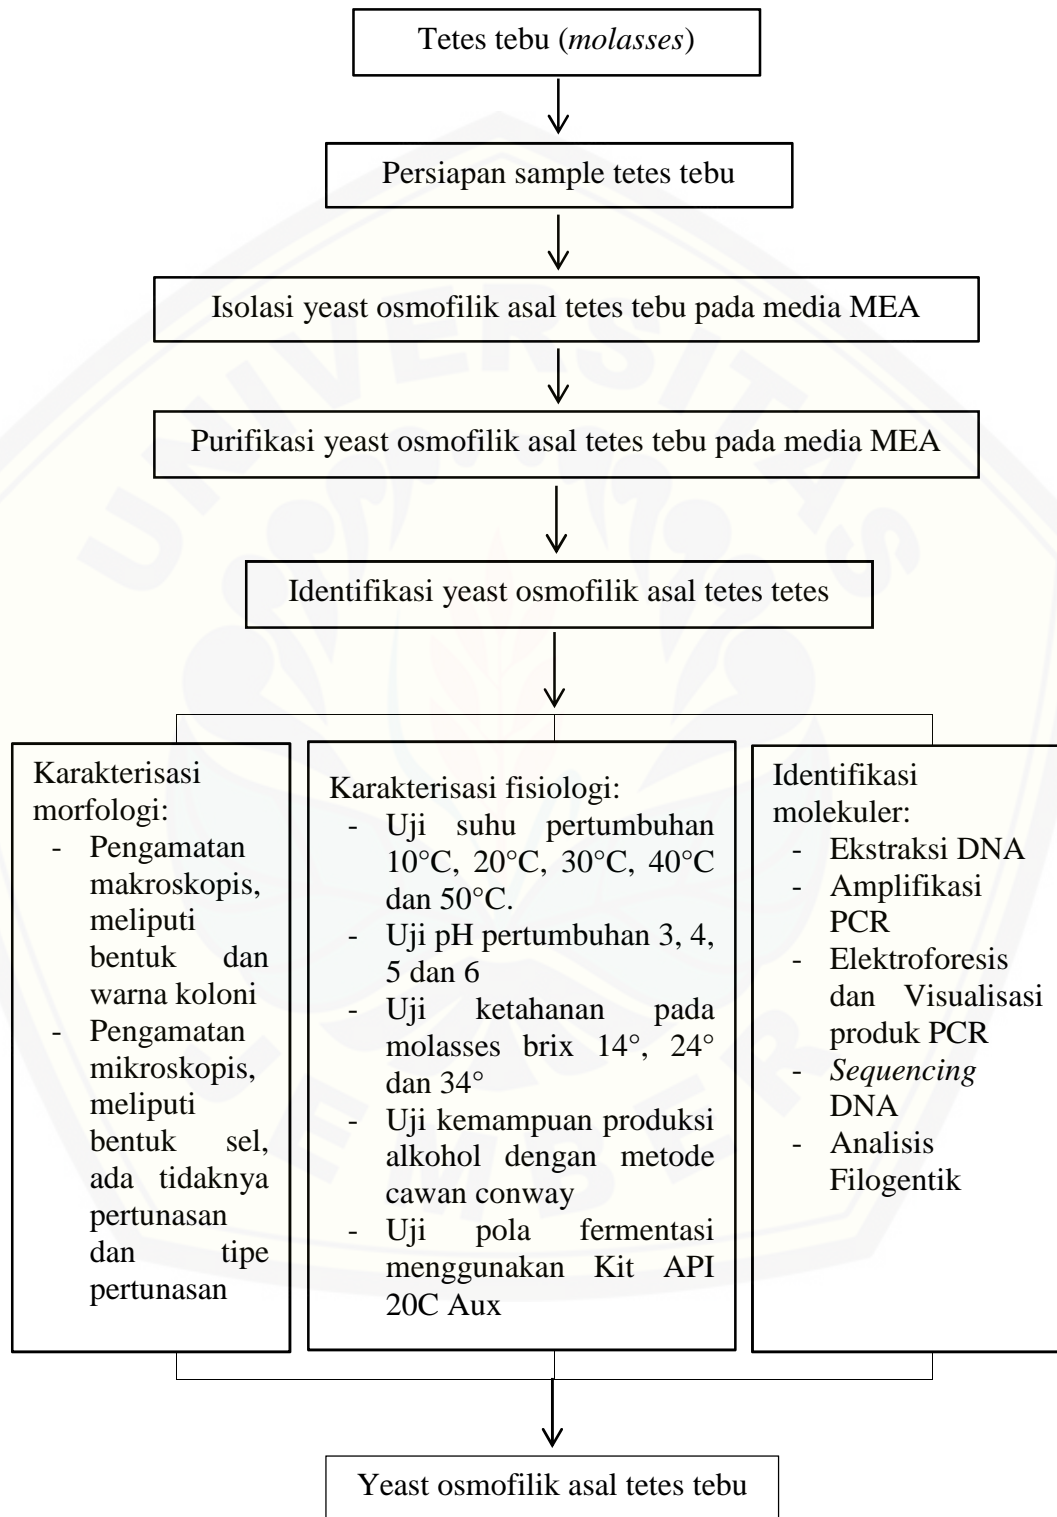 Tetes tebu (molasses)
Persiapan sample tetes tebu
Isolasi yeast osmofilik asal tetes tebu pada media MEA
Purifikasi yeast osmofilik asal tetes tebu pada media MEA
Identifikasi yeast osmofilik asal tetes tetes
Karakterisasi
morfologi:
- Pengamatan
makroskopis,
meliputi
bentuk dan
warna koloni
- Pengamatan
mikroskopis,
meliputi
bentuk sel,
ada tidaknya
pertunasan
dan tipe
pertunasan
Karakterisasi fisiologi:
- Uji suhu pertumbuhan
10°C, 20°C, 30°C, 40°C
dan 50°C.
- Uji pH pertumbuhan 3, 4,
5 dan 6
- Uji ketahanan pada
molasses brix 14°, 24°
dan 34°
- Uji kemampuan produksi
alkohol dengan metode
cawan conway
- Uji pola fermentasi
menggunakan Kit API
20C Aux
Identifikasi
molekuler:
- Ekstraksi DNA
- Amplifikasi
PCR
- Elektroforesis
dan Visualisasi
produk PCR
- Sequencing
DNA
- Analisis
Filogentik
Yeast osmofilik asal tetes tebu
UNIVERSITAS
JEMBER